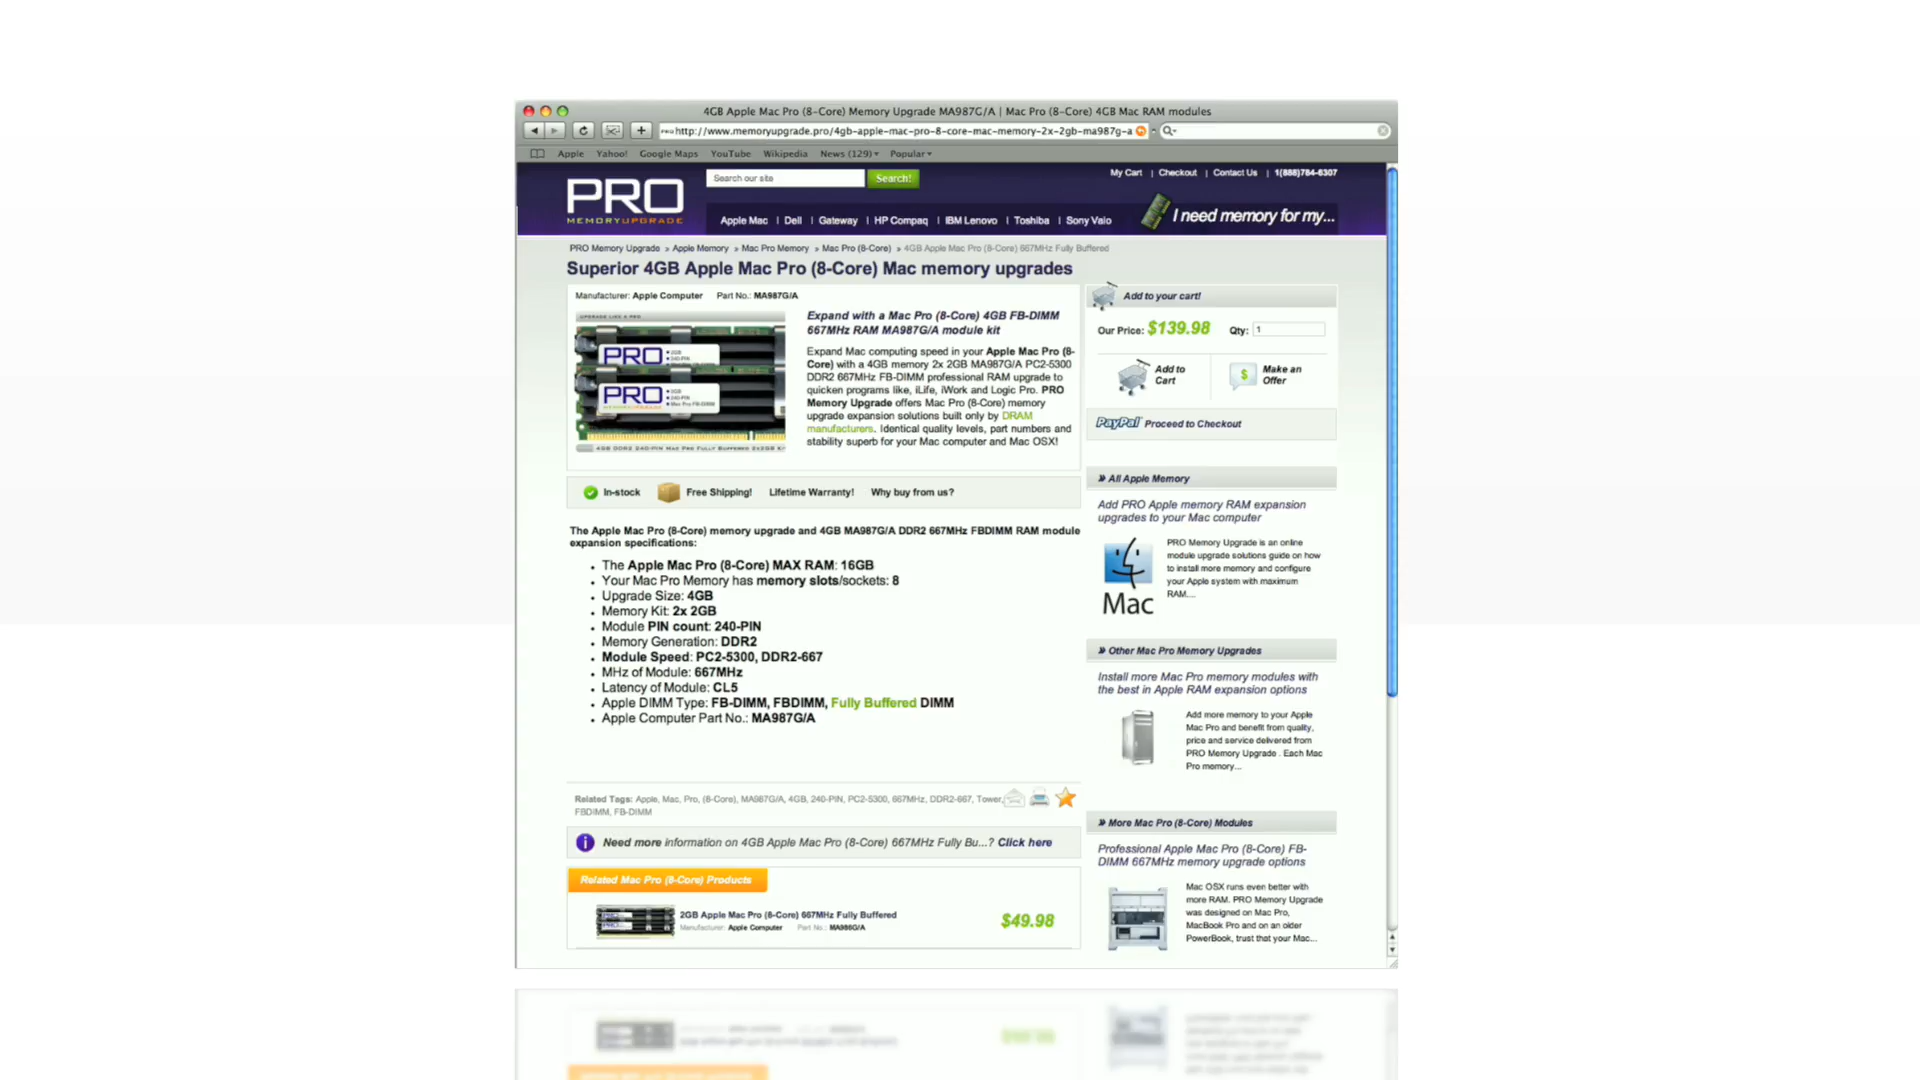 4GB Apple Mac Pro (8-Core) Memory Upgrade MA987G/A | Mac Pro (8-Core) 4GB Mac RAM modules
http://www.memoryupgrade.pro/4gb-apple-mac-pro-8-core-mac-memory-2x-2gb-ma987g-a
Apple Yahoo! Google Maps YouTube Wikipedia News (129) Popular
My Cart | Checkout | Contact Us | 1(888)784-6307
Search our site Search!
PRO
MEMORYUPGRADE
Apple Mac | Dell | Gateway | HP Compaq | IBM Lenovo | Toshiba | Sony Vaio
I need memory for my...
PRO Memory Upgrade » Apple Memory » Mac Pro Memory » Mac Pro (8-Core) » 4GB Apple Mac Pro (8-Core) 667MHz Fully Buffered
Superior 4GB Apple Mac Pro (8-Core) Mac memory upgrades
Manufacturer: Apple Computer Part No.: MA987G/A
UPGRADE LIKE A PRO
PRO
2GB
240-PIN
PRO
MEMORYUPGRADE
2GB
240-PIN
Mac Pro FB-DIMM
4GB DDR2 240-PIN MAC PRO FULLY BUFFERED 2X2GB K
Expand with a Mac Pro (8-Core) 4GB FB-DIMM
667MHz RAM MA987G/A module kit
Expand Mac computing speed in your Apple Mac Pro (8-
Core) with a 4GB memory 2x 2GB MA987G/A PC2-5300
DDR2 667MHz FB-DIMM professional RAM upgrade to
quicken programs like, iLife, iWork and Logic Pro. PRO
Memory Upgrade offers Mac Pro (8-Core) memory
upgrade expansion solutions built only by DRAM
manufacturers. Identical quality levels, part numbers and
stability superb for your Mac computer and Mac OSX!
In-stock Free Shipping! Lifetime Warranty! Why buy from us?
The Apple Mac Pro (8-Core) memory upgrade and 4GB MA987G/A DDR2 667MHz FBDIMM RAM module
expansion specifications:
• The Apple Mac Pro (8-Core) MAX RAM: 16GB
• Your Mac Pro Memory has memory slots/sockets: 8
• Upgrade Size: 4GB
• Memory Kit: 2x 2GB
• Module PIN count: 240-PIN
• Memory Generation: DDR2
• Module Speed: PC2-5300, DDR2-667
• MHz of Module: 667MHz
• Latency of Module: CL5
• Apple DIMM Type: FB-DIMM, FBDIMM, Fully Buffered DIMM
• Apple Computer Part No.: MA987G/A
Related Tags: Apple, Mac, Pro, (8-Core), MA987G/A, 4GB, 240-PIN, PC2-5300, 667MHz, DDR2-667, Tower,
FBDIMM, FB-DIMM
Need more information on 4GB Apple Mac Pro (8-Core) 667MHz Fully Bu...? Click here
Related Mac Pro (8-Core) Products
2GB Apple Mac Pro (8-Core) 667MHz Fully Buffered
Manufacturer: Apple Computer Part No.: MA986G/A
$49.98
Add to your cart!
Our Price: $139.98 Qty: 1
Add to
Cart
Make an
Offer
PayPal Proceed to Checkout
» All Apple Memory
Add PRO Apple memory RAM expansion
upgrades to your Mac computer
Mac
PRO Memory Upgrade is an online
module upgrade solutions guide on how
to install more memory and configure
your Apple system with maximum
RAM....
» Other Mac Pro Memory Upgrades
Install more Mac Pro memory modules with
the best in Apple RAM expansion options
Add more memory to your Apple
Mac Pro and benefit from quality,
price and service delivered from
PRO Memory Upgrade . Each Mac
Pro memory...
» More Mac Pro (8-Core) Modules
Professional Apple Mac Pro (8-Core) FB-
DIMM 667MHz memory upgrade options
Mac OSX runs even better with
more RAM. PRO Memory Upgrade
was designed on Mac Pro,
MacBook Pro and on an older
PowerBook, trust that your Mac...